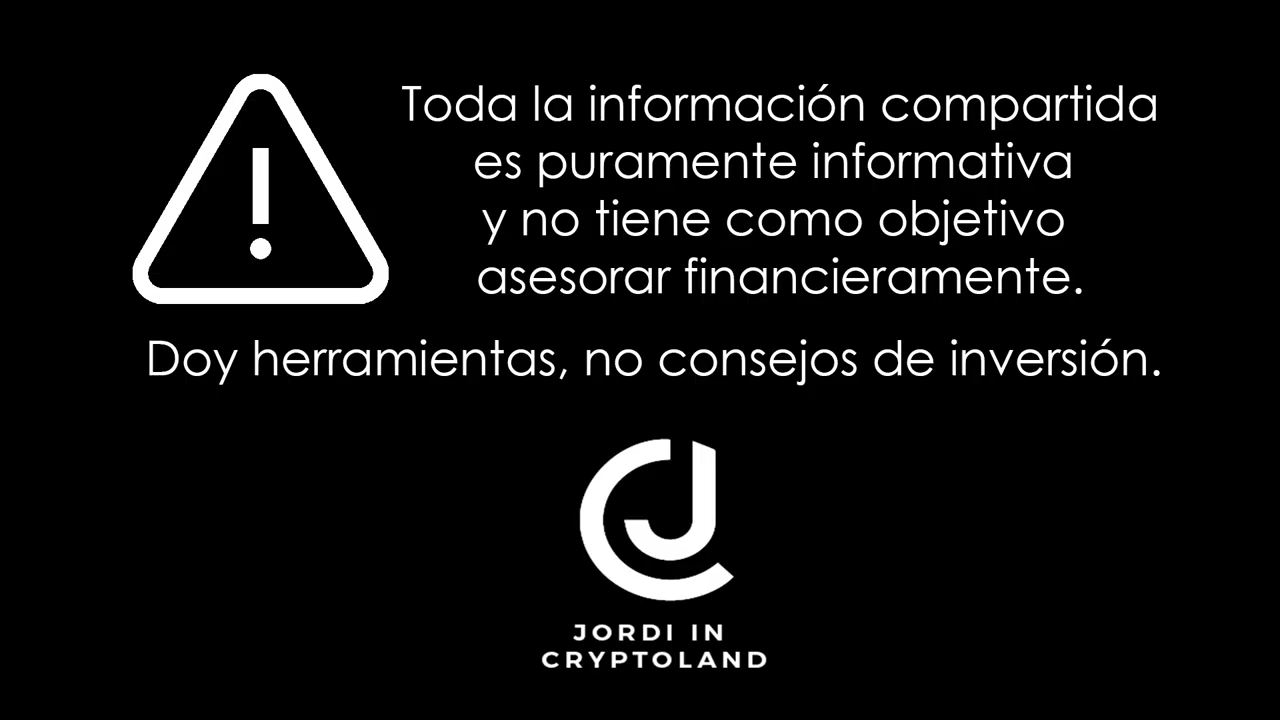 Toda la información compartida
es puramente informativa
y no tiene como objetivo
asesorar financieramente.
Doy herramientas, no consejos de inversión.
JORDI IN
CRYPTOLAND